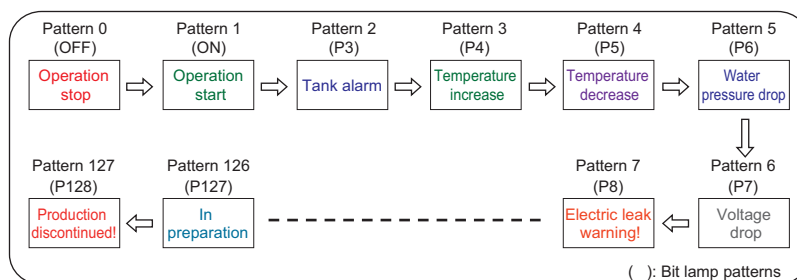 Pattern 0
(OFF)
Operation
stop
Pattern 1
(ON)
Operation
start
Pattern 2
(P3)
Tank alarm
Pattern 3
(P4)
Temperature
increase
Pattern 4
(P5)
Temperature
decrease
Pattern 5
(P6)
Water
pressure drop
Pattern 6
(P7)
Voltage
drop
Pattern 7
(P8)
Electric leak
warning!
Pattern 126
(P127)
In
preparation
Pattern 127
(P128)
Production
discontinued!
( ): Bit lamp patterns